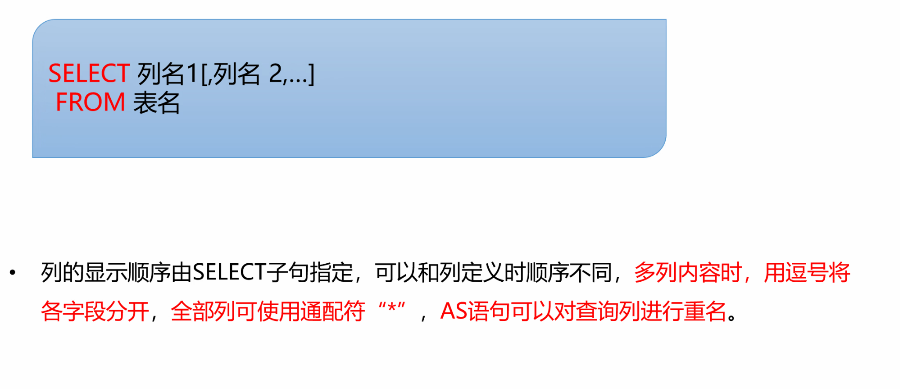 SELECT 列名1[,列名 2,…]
FROM 表名
• 列的显示顺序由SELECT子句指定，可以和列定义时顺序不同，多列内容时，用逗号将
各字段分开，全部列可使用通配符“*”，AS语句可以对查询列进行重名。